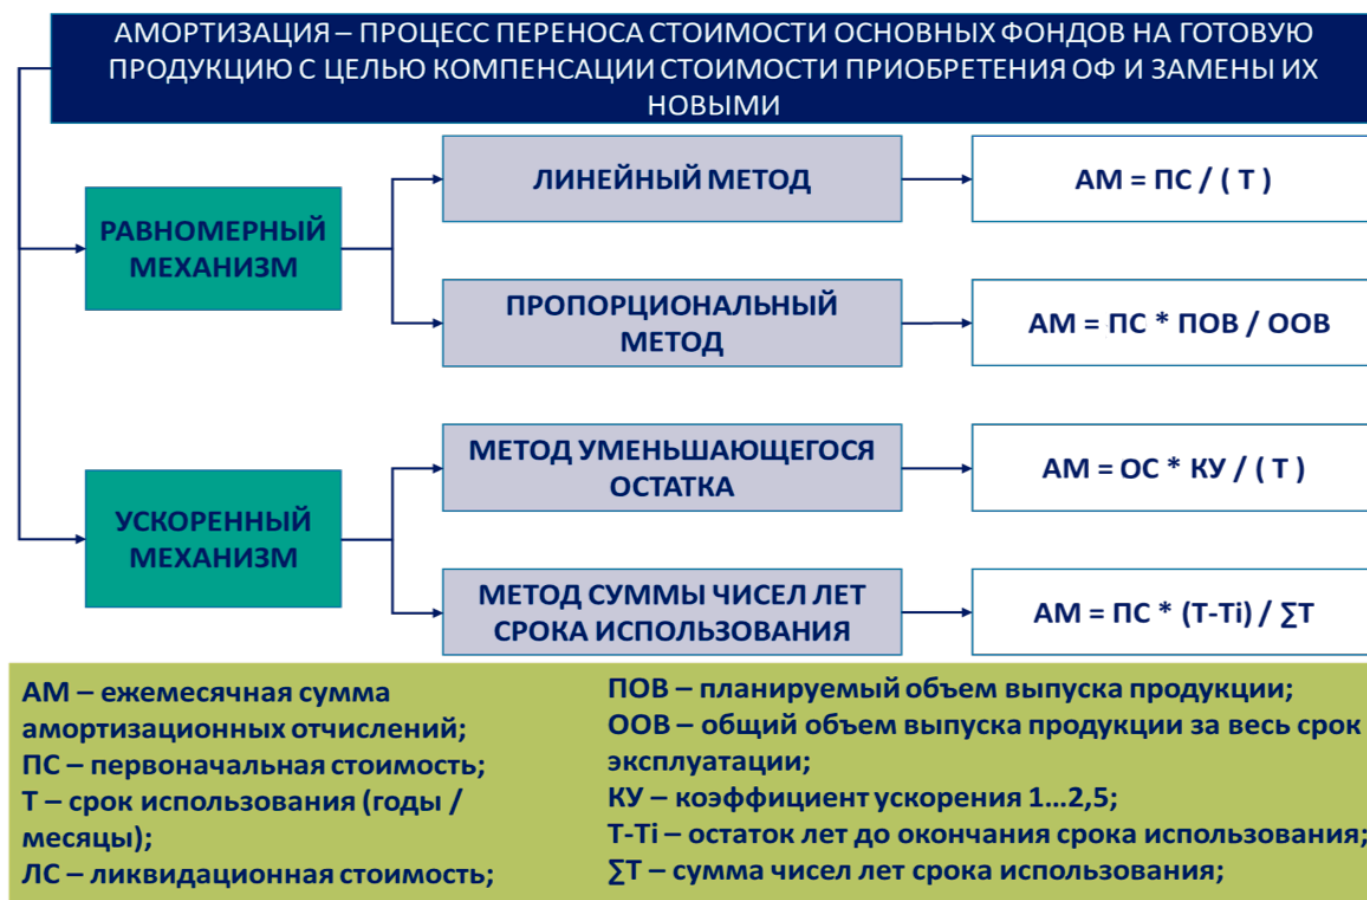 АМОРТИЗАЦИЯ – ПРОЦЕСС ПЕРЕНОСА СТОИМОСТИ ОСНОВНЫХ ФОНДОВ НА ГОТОВУЮ
ПРОДУКЦИЮ С ЦЕЛЬЮ КОМПЕНСАЦИИ СТОИМОСТИ ПРИОБРЕТЕНИЯ ОФ И ЗАМЕНЫ ИХ
НОВЫМИ
РАВНОМЕРНЫЙ
МЕХАНИЗМ
ЛИНЕЙНЫЙ МЕТОД
АМ = ПС / ( Т )
ПРОПОРЦИОНАЛЬНЫЙ
МЕТОД
АМ = ПС * ПОВ / ООВ
УСКОРЕННЫЙ
МЕХАНИЗМ
МЕТОД УМЕНЬШАЮЩЕГОСЯ
ОСТАТКА
АМ = ОС * КУ / ( Т )
МЕТОД СУММЫ ЧИСЕЛ ЛЕТ
СРОКА ИСПОЛЬЗОВАНИЯ
АМ = ПС * (Т-Тi) / ∑Т
АМ – ежемесячная сумма
амортизационных отчислений;
ПС – первоначальная стоимость;
Т – срок использования (годы /
месяцы);
ЛС – ликвидационная стоимость;
ПОВ – планируемый объем выпуска продукции;
ООВ – общий объем выпуска продукции за весь срок
эксплуатации;
КУ – коэффициент ускорения 1...2,5;
Т-Тi – остаток лет до окончания срока использования;
∑Т – сумма чисел лет срока использования;